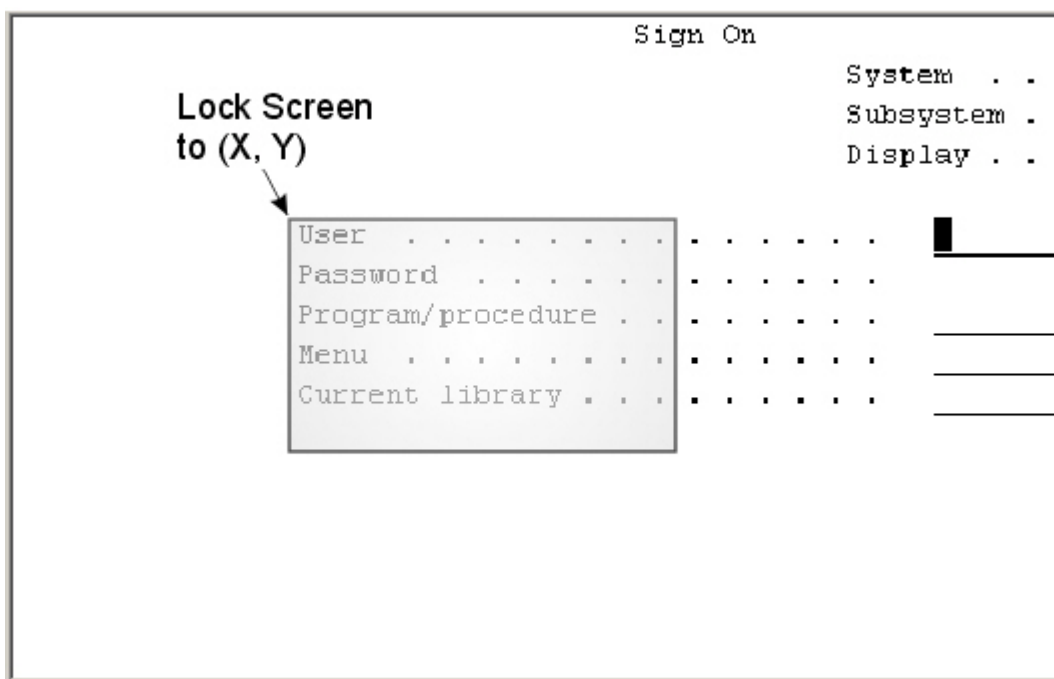 Sign On
System . .
Subsystem .
Display . .
Lock Screen
to (X, Y)
User . . . . . . . . . . . . . .
Password . . . . . . . . . . . .
Program/procedure . . . . . . . .
Menu . . . . . . . . . . . . . .
Current library . . . . . . . . .